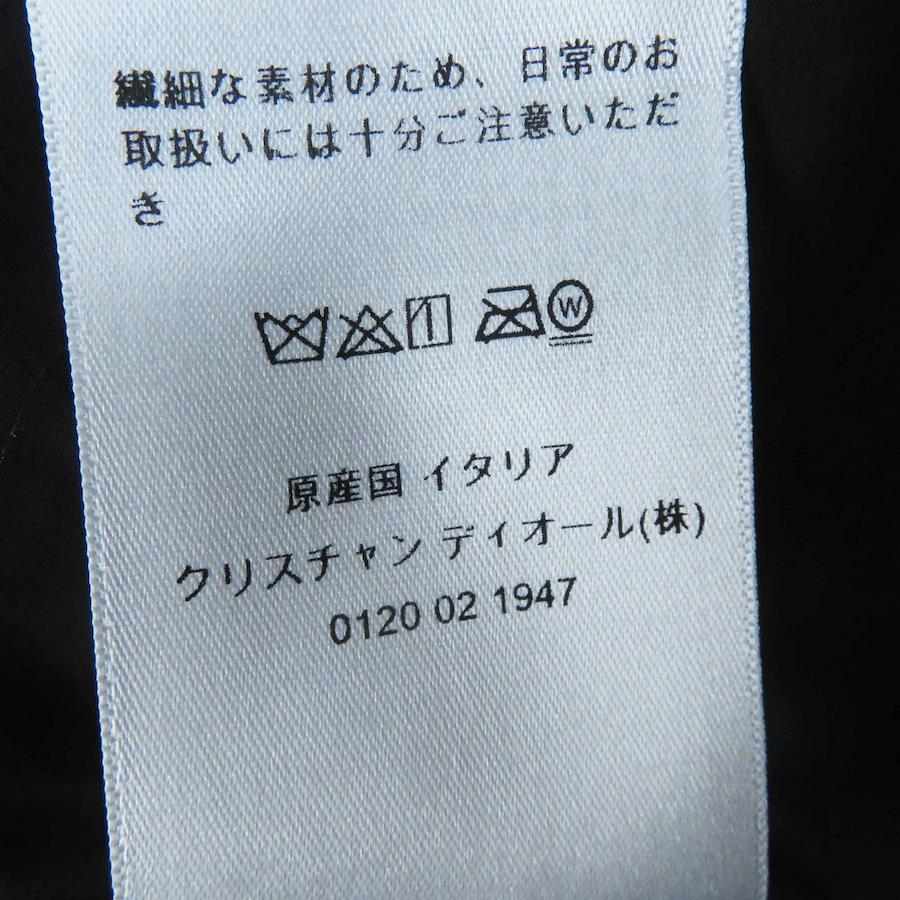 繊細な素材のため、日常のお
取扱いには十分ご注意いただ
き
W
原産国 イタリア
クリスチャン ディオール(株)
0120 02 1947